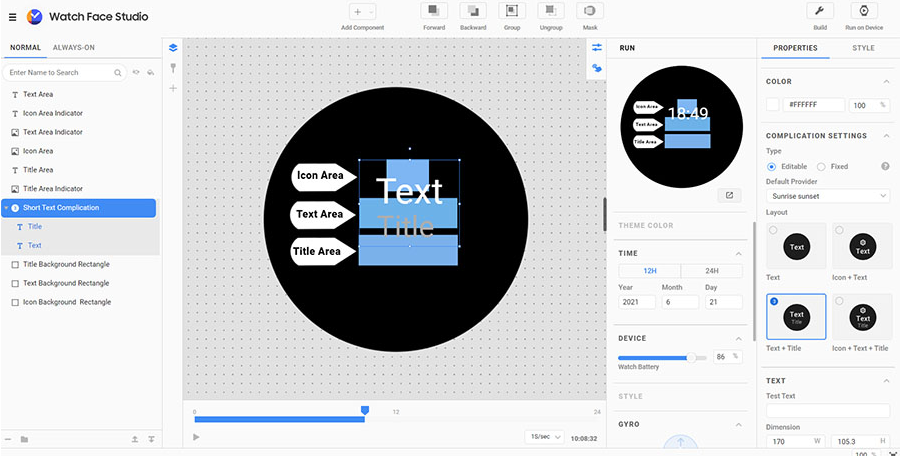 Watch Face Studio
Add Component
Forward
Backward
Group
Ungroup
Mask
Build
Run on Device
NORMAL
ALWAYS-ON
Enter Name to Search
Text Area
Icon Area Indicator
Text Area Indicator
Icon Area
Title Area
Title Area Indicator
Short Text Complication
Title
Text
Title Background Rectangle
Text Background Rectangle
Icon Background Rectangle
Icon Area
Text Area
Title Area
Text
Title
0
12
24
1S/sec
10:08:32
RUN
Icon Area
Text Area
Title Area
18:49
THEME COLOR
TIME
12H
24H
Year
Month
Day
2021
6
21
DEVICE
86 %
Watch Battery
STYLE
GYRO
PROPERTIES
STYLE
COLOR
#FFFFFF
100 %
COMPLICATION SETTINGS
Type
Editable
Fixed
Default Provider
Sunrise sunset
Layout
Text
Text
Text
Icon + Text
Text
Title
Text
Title
Text + Title
Icon + Text + Title
TEXT
Test Text
Dimension
170 W
105.3 H
100 %